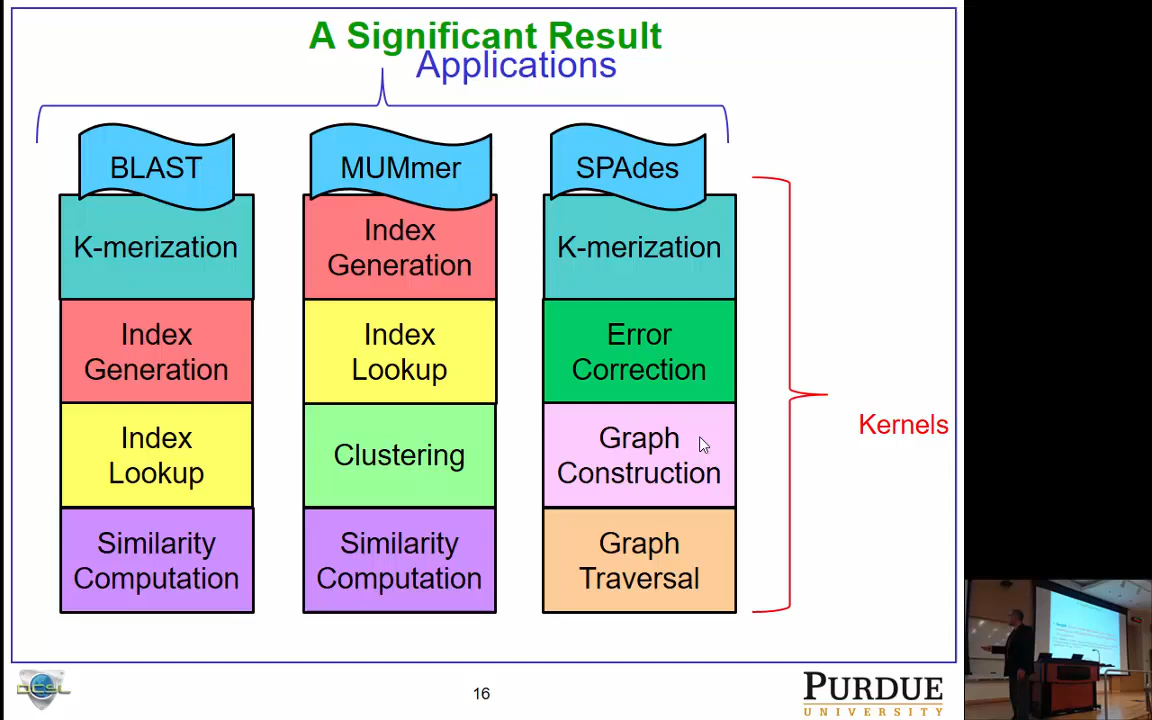 A Significant Result
Applications
BLAST
MUMmer
SPAdes
K-merization
Index
Generation
Index
Lookup
Similarity
Computation
Index
Generation
Index
Lookup
Clustering
Similarity
Computation
K-merization
Error
Correction
Graph
Construction
Graph
Traversal
Kernels
DCSL
16
PURDUE
UNIVERSITY